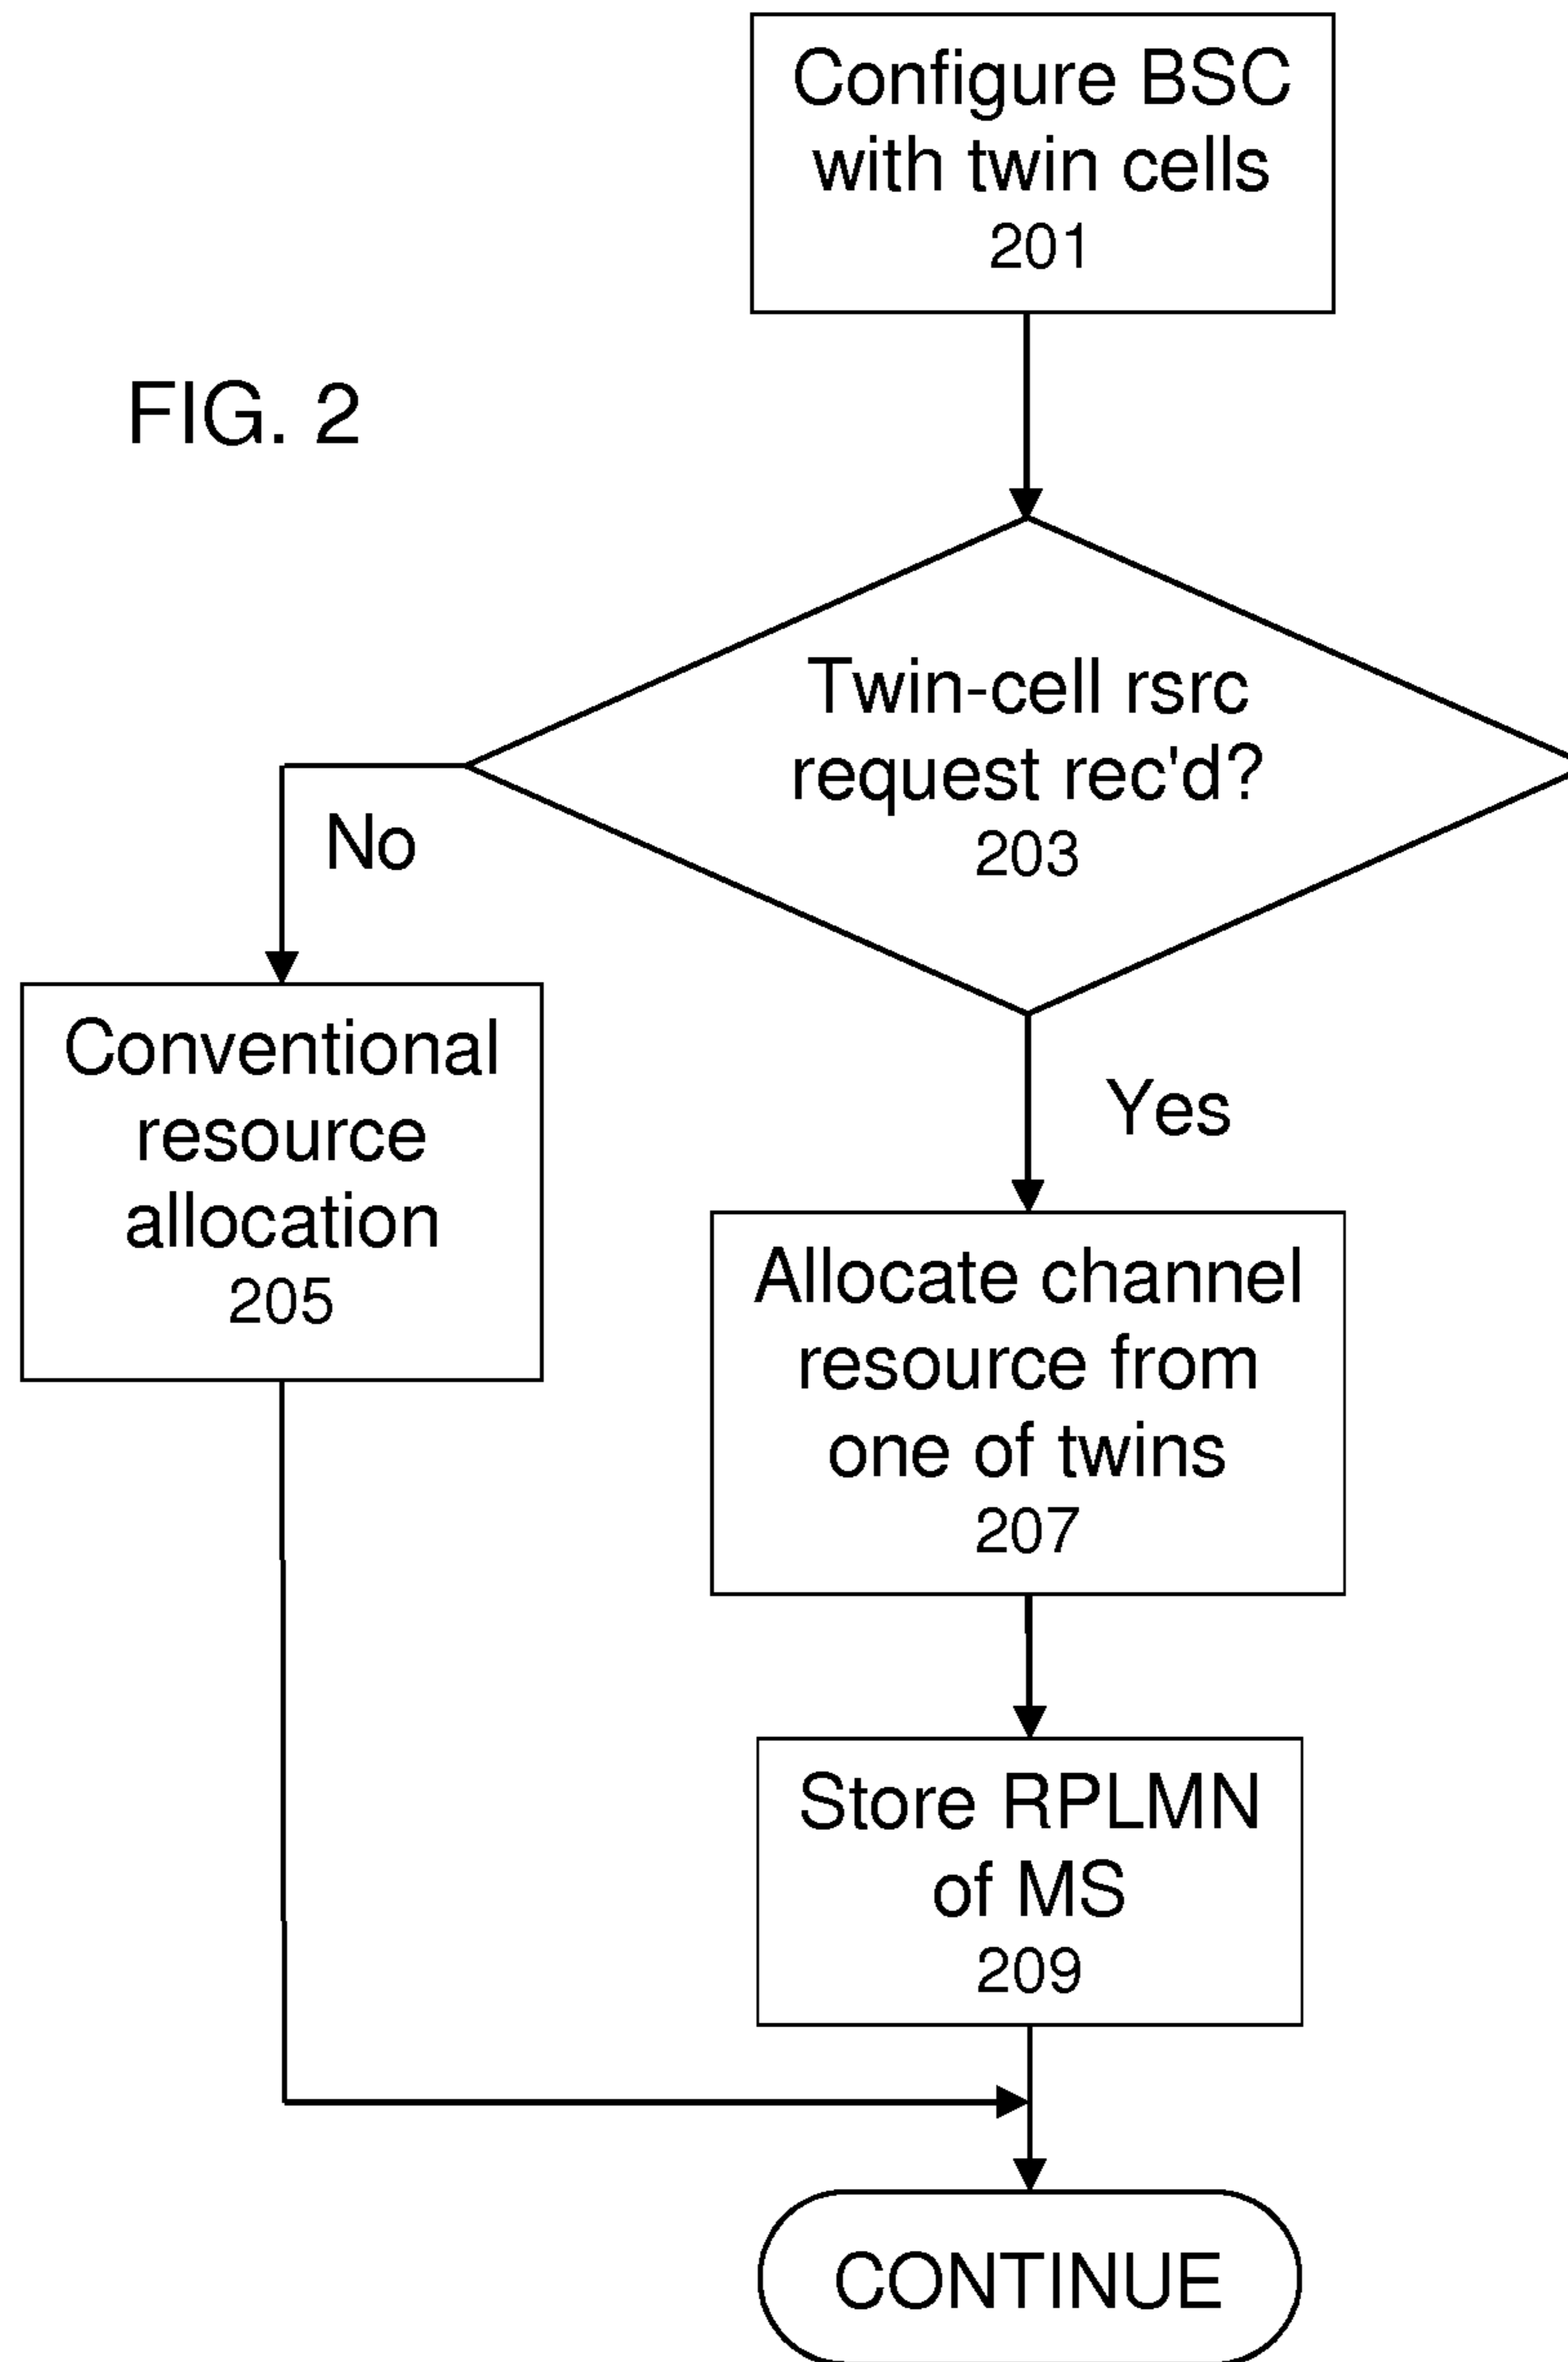 Configure BSC
with twin cells
201
FIG. 2
Twin-cell rsrc
request rec'd?
203
No
Yes
Conventional
resource
allocation
205
Allocate channel
resource from
one of twins
207
Store RPLMN
of MS
209
CONTINUE